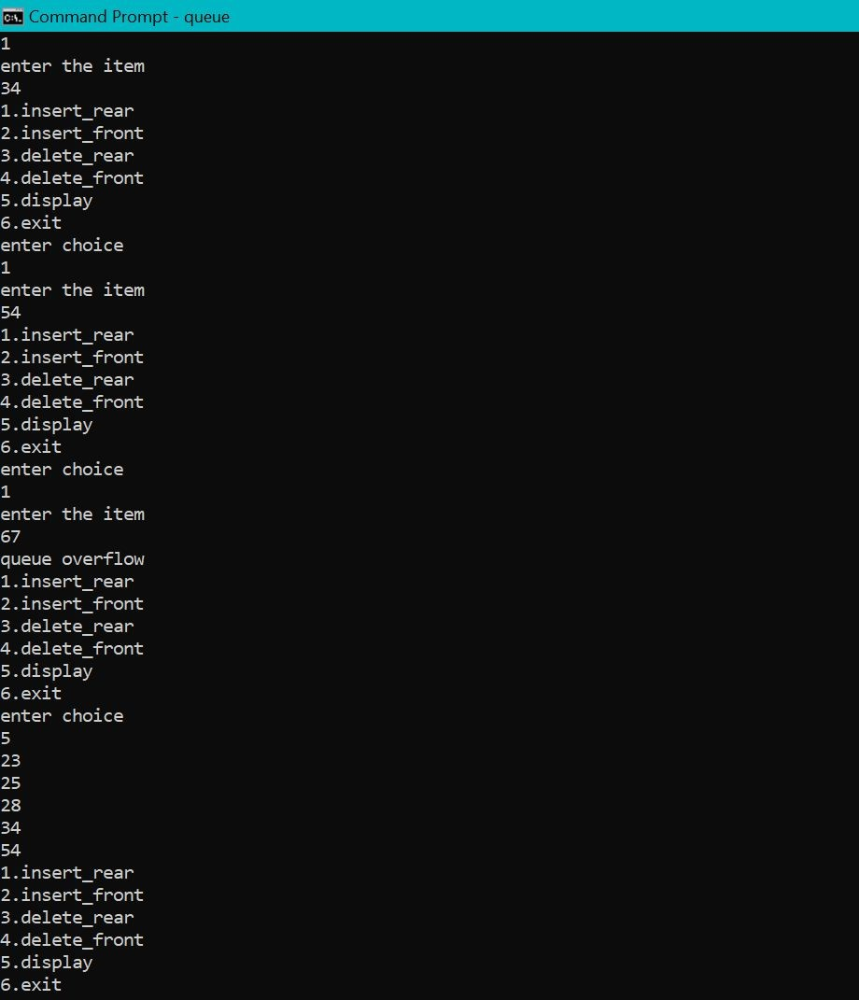 Command Prompt - queue
1
enter the item
34
1.insert_rear
2.insert_front
3.delete_rear
4.delete_front
5.display
6.exit
enter choice
1
enter the item
54
1.insert_rear
2.insert_front
3.delete_rear
4.delete_front
5.display
6.exit
enter choice
1
enter the item
67
queue overflow
1.insert_rear
2.insert_front
3.delete_rear
4.delete_front
5.display
6.exit
enter choice
5
23
25
28
34
54
1.insert_rear
2.insert_front
3.delete_rear
4.delete_front
5.display
6.exit